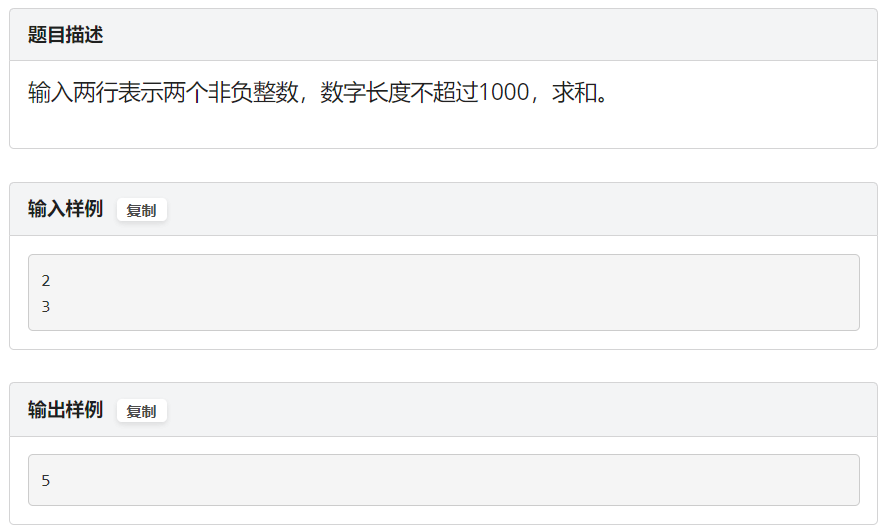 题目描述
输入两行表示两个非负整数，数字长度不超过1000，求和。
输入样例 复制
2
3
输出样例 复制
5